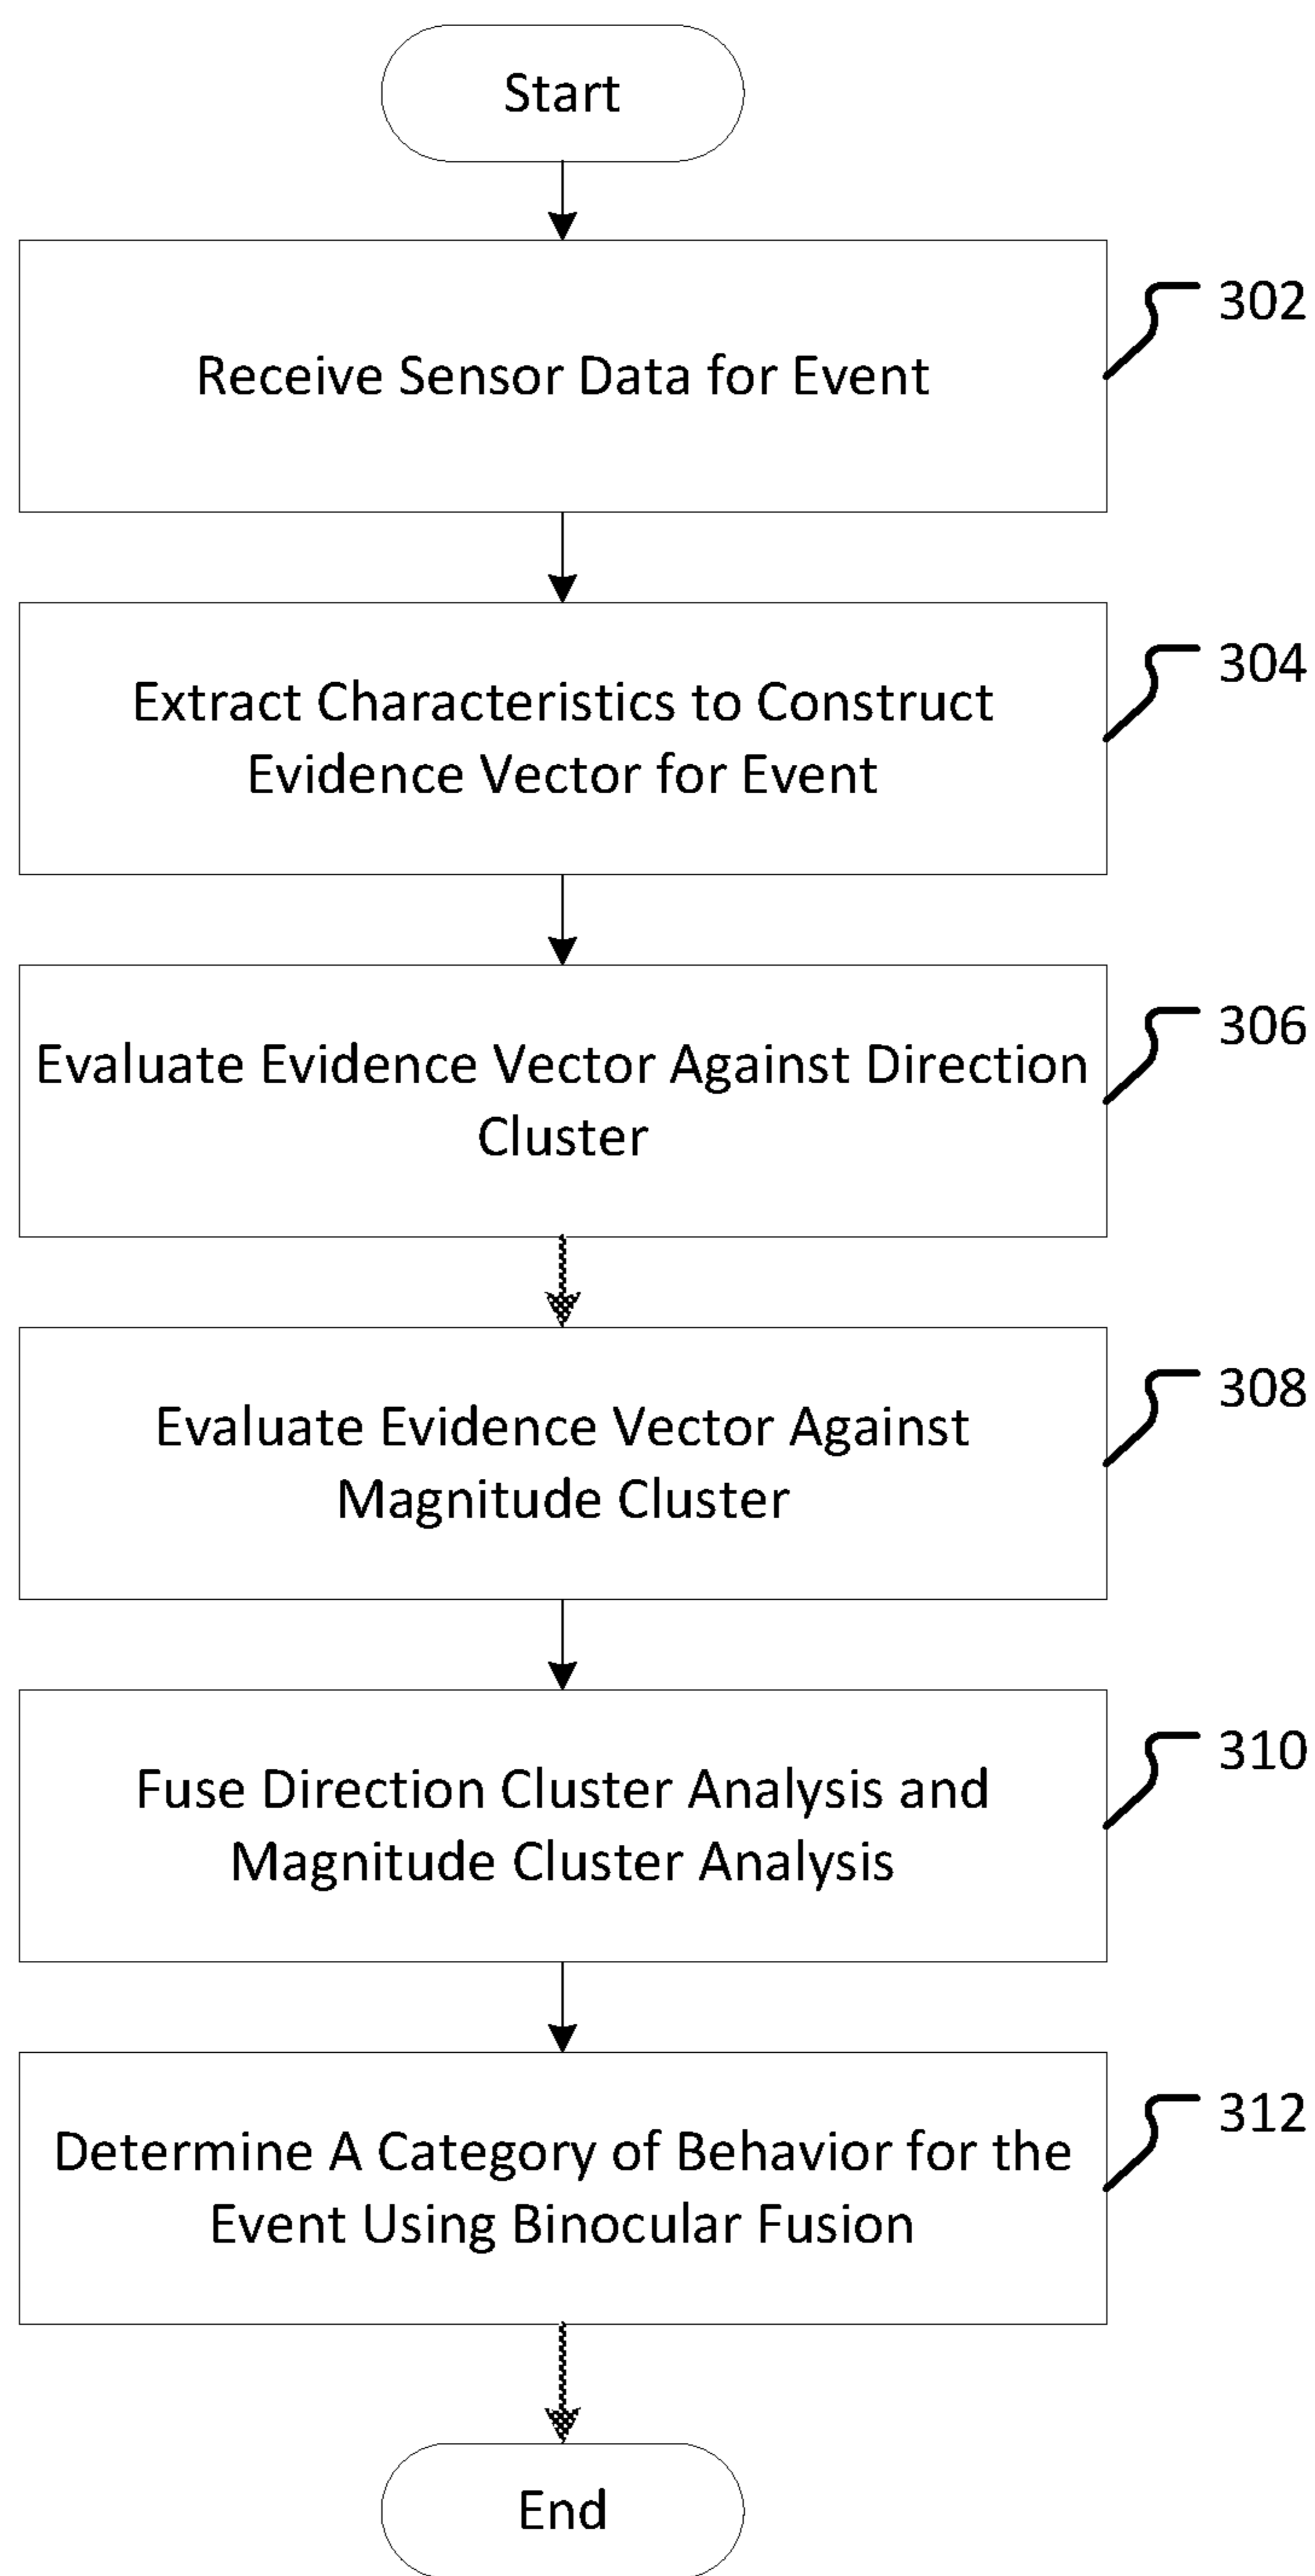 Start
302
Receive Sensor Data for Event
304
Extract Characteristics to Construct
Evidence Vector for Event
306
Evaluate Evidence Vector Against Direction
Cluster
308
Evaluate Evidence Vector Against
Magnitude Cluster
310
Fuse Direction Cluster Analysis and
Magnitude Cluster Analysis
312
Determine A Category of Behavior for the
Event Using Binocular Fusion
End